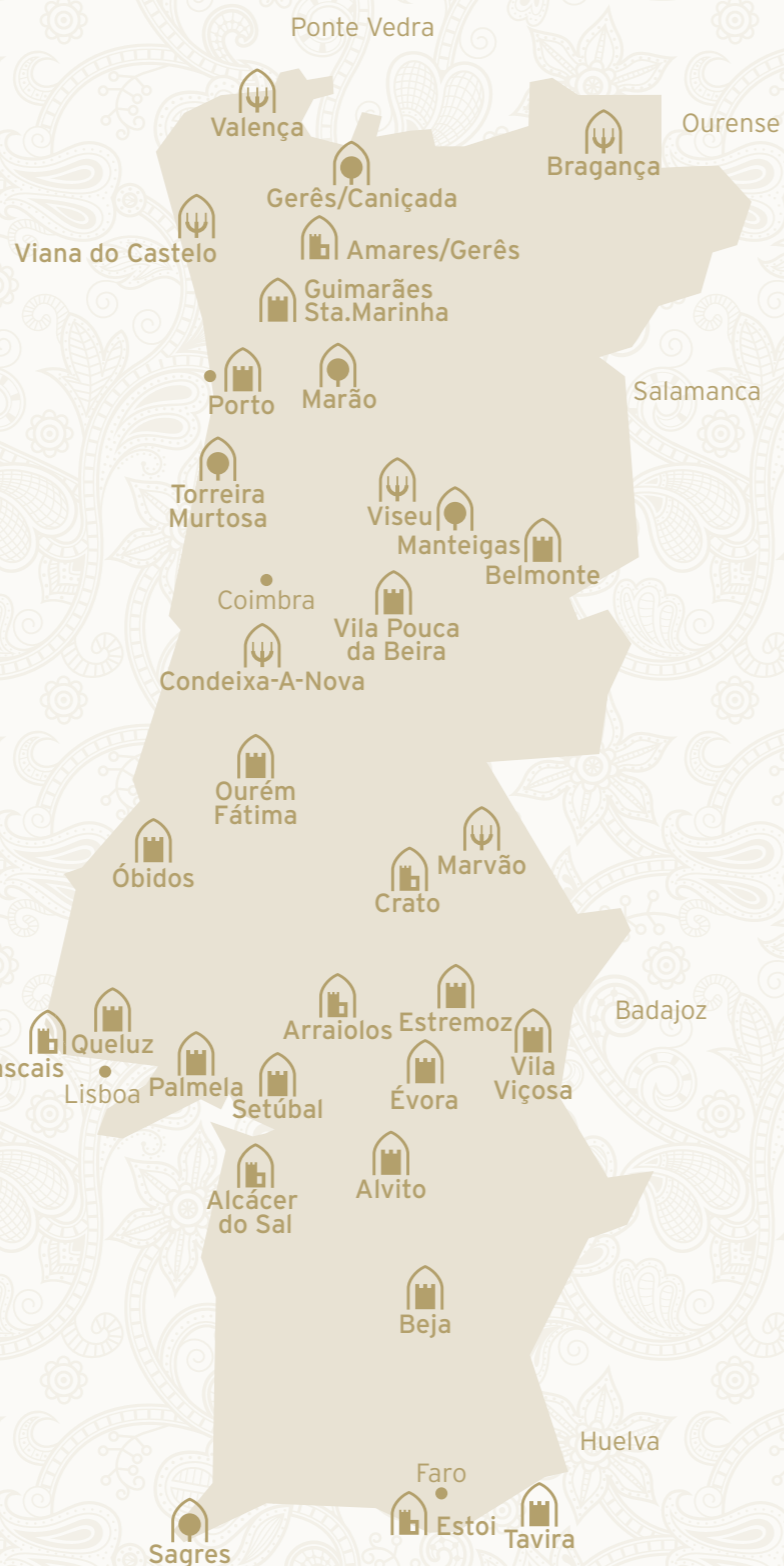 Ponte Vedra
Valença
Ourense
Bragança
Gerês/Caniçada
Viana do Castelo
Amares/Gerês
Guimarães
Sta.Marinha
Porto
Marão
Salamanca
Torreira
Murtosa
Viseu
Manteigas
Belmonte
Coimbra
Vila Pouca
da Beira
Condeixa-A-Nova
Ourém
Fátima
Óbidos
Marvão
Crato
Badajoz
Arraiolos
Estremoz
Queluz
ascais
Lisboa
Palmela
Setúbal
Évora
Vila
Viçosa
Alcácer
do Sal
Alvito
Beja
Huelva
Faro
Estoi
Tavira
Sagres